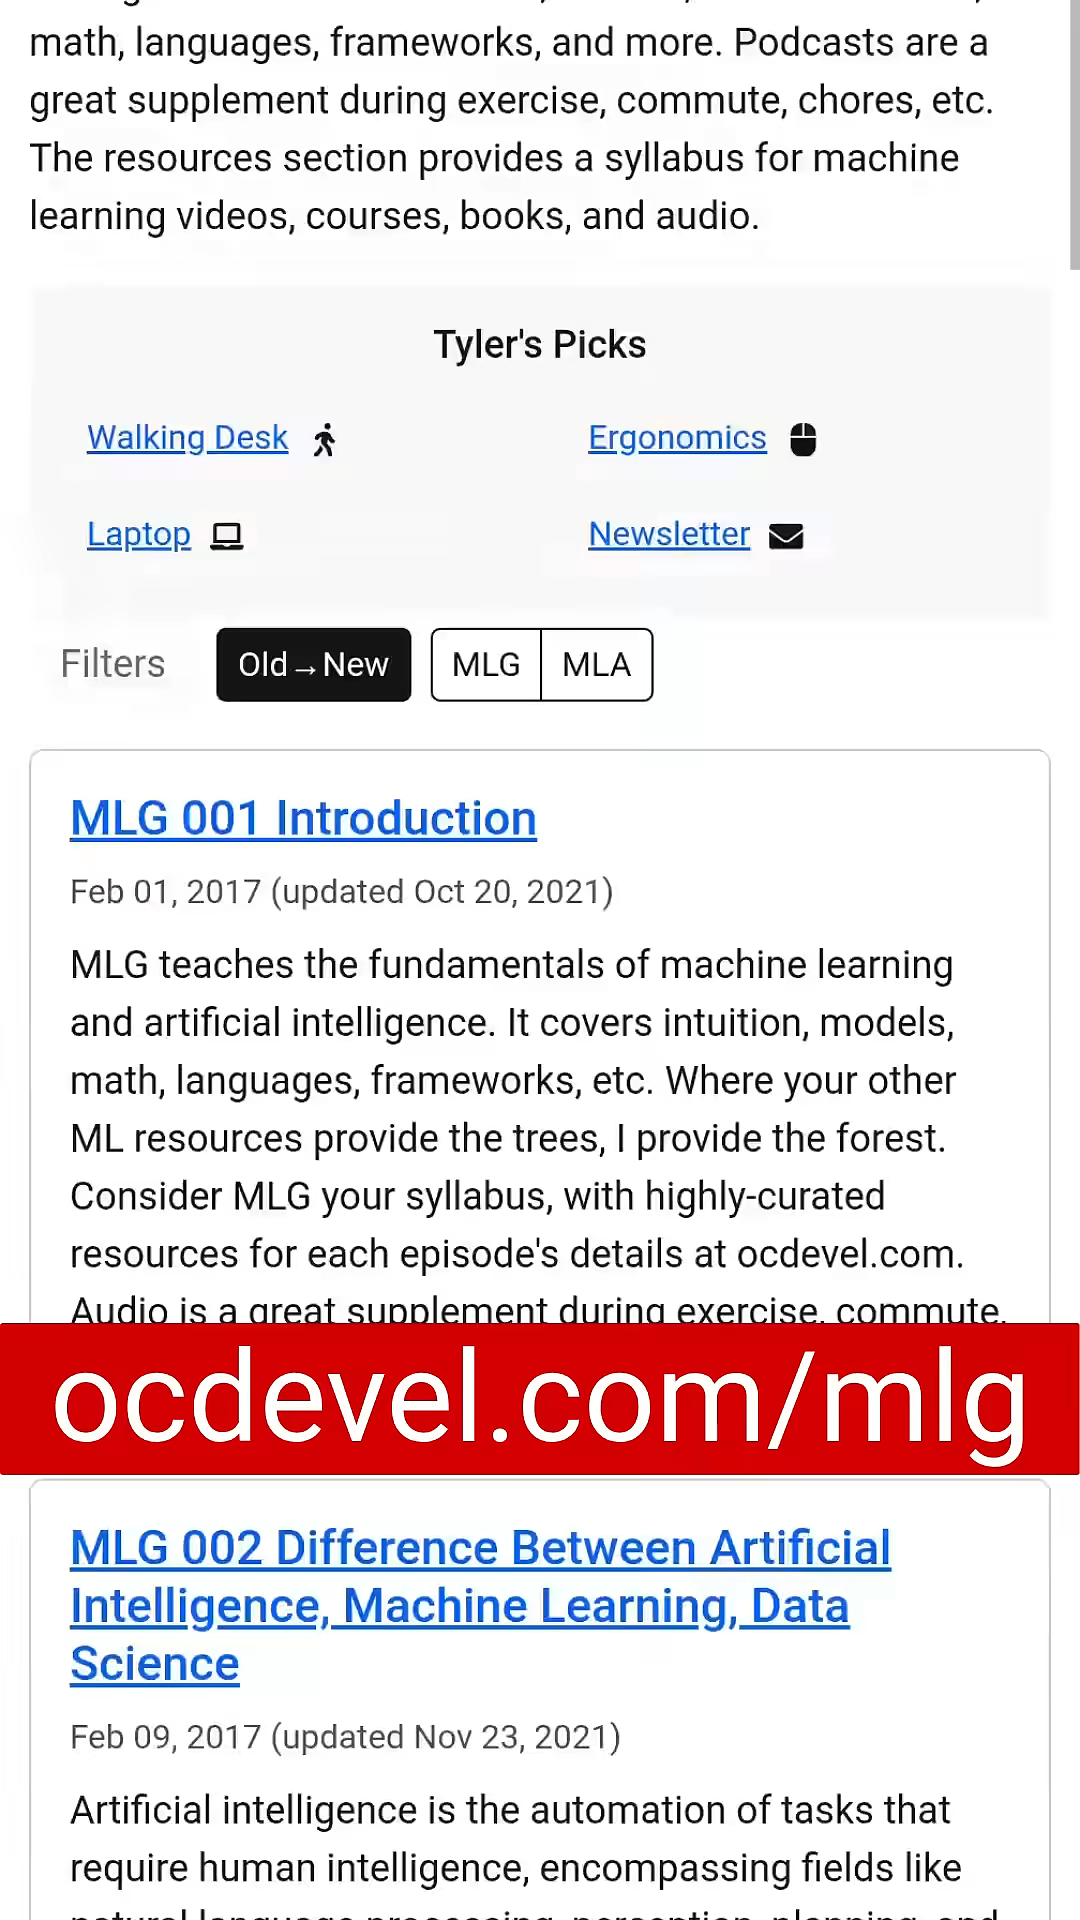 math, languages, frameworks, and more. Podcasts are a
great supplement during exercise, commute, chores, etc.
The resources section provides a syllabus for machine
learning videos, courses, books, and audio.
Tyler's Picks
Walking Desk
Ergonomics
Laptop
Newsletter
Filters
Old→New
MLG
MLA
MLG 001 Introduction
Feb 01, 2017 (updated Oct 20, 2021)
MLG teaches the fundamentals of machine learning
and artificial intelligence. It covers intuition, models,
math, languages, frameworks, etc. Where your other
ML resources provide the trees, I provide the forest.
Consider MLG your syllabus, with highly-curated
resources for each episode's details at ocdevel.com.
Audio is a great supplement during exercise, commute,
ocdevel.com/mlg
MLG 002 Difference Between Artificial
Intelligence, Machine Learning, Data
Science
Feb 09, 2017 (updated Nov 23, 2021)
Artificial intelligence is the automation of tasks that
require human intelligence, encompassing fields like
natural language processing, perception, planning, and